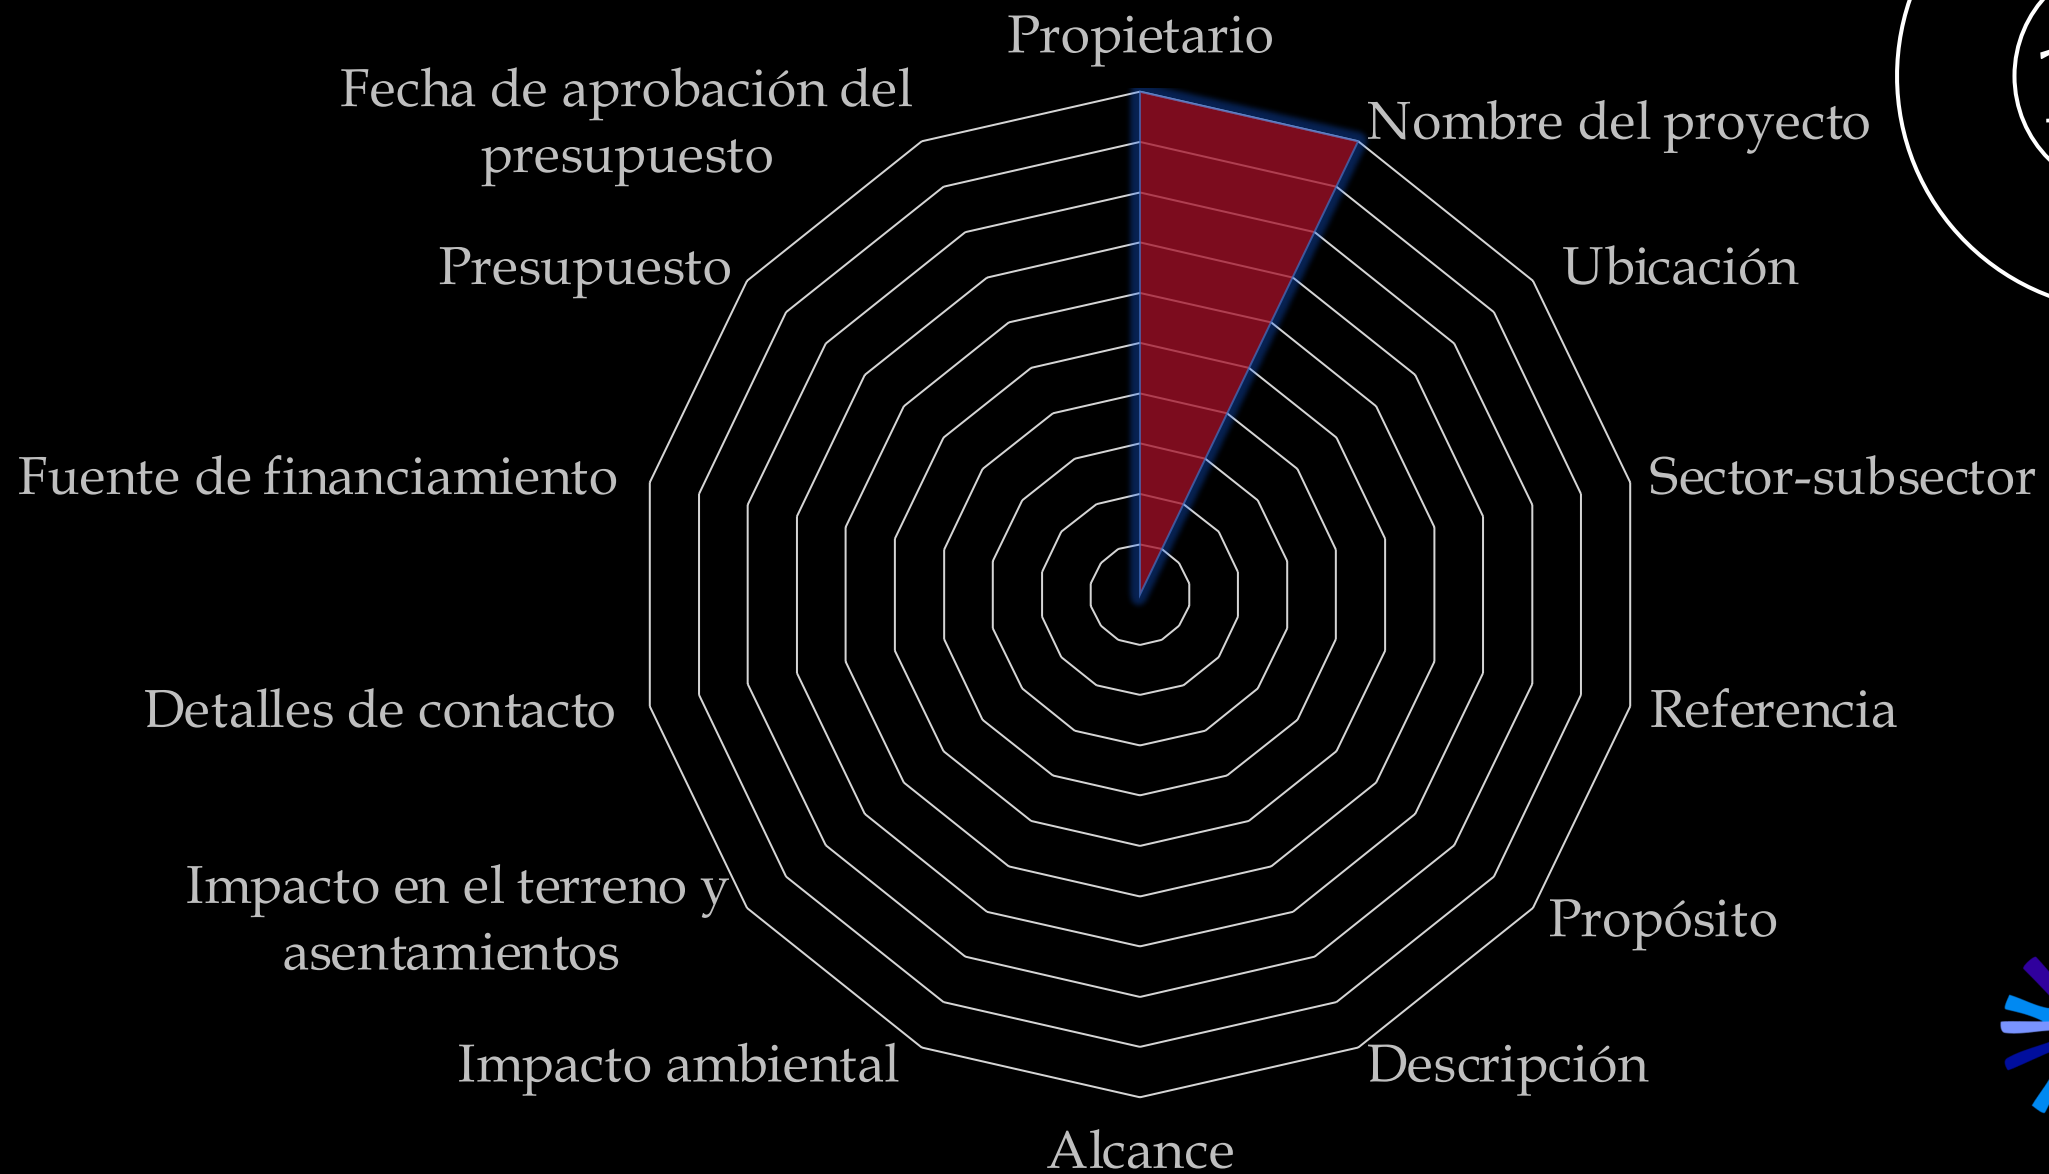 Propietario
Nombre del proyecto
Ubicación
Sector-subsector
Referencia
Propósito
Descripción
Alcance
Impacto ambiental
Impacto en el terreno y
asentamientos
Detalles de contacto
Fuente de financiamiento
Presupuesto
Fecha de aprobación del
presupuesto